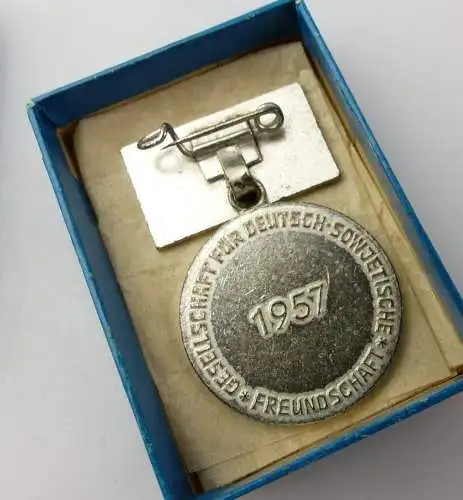 GESELLSCHAFT FÜR DEUTSCH-SOWJETISCHE
* FREUNDSCHAFT *
1957